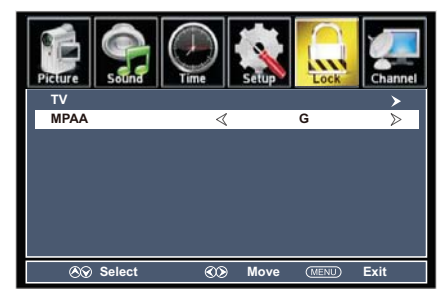 Picture Sound Time Setup Lock Channel
TV
MPAA G
Select Move MENU Exit